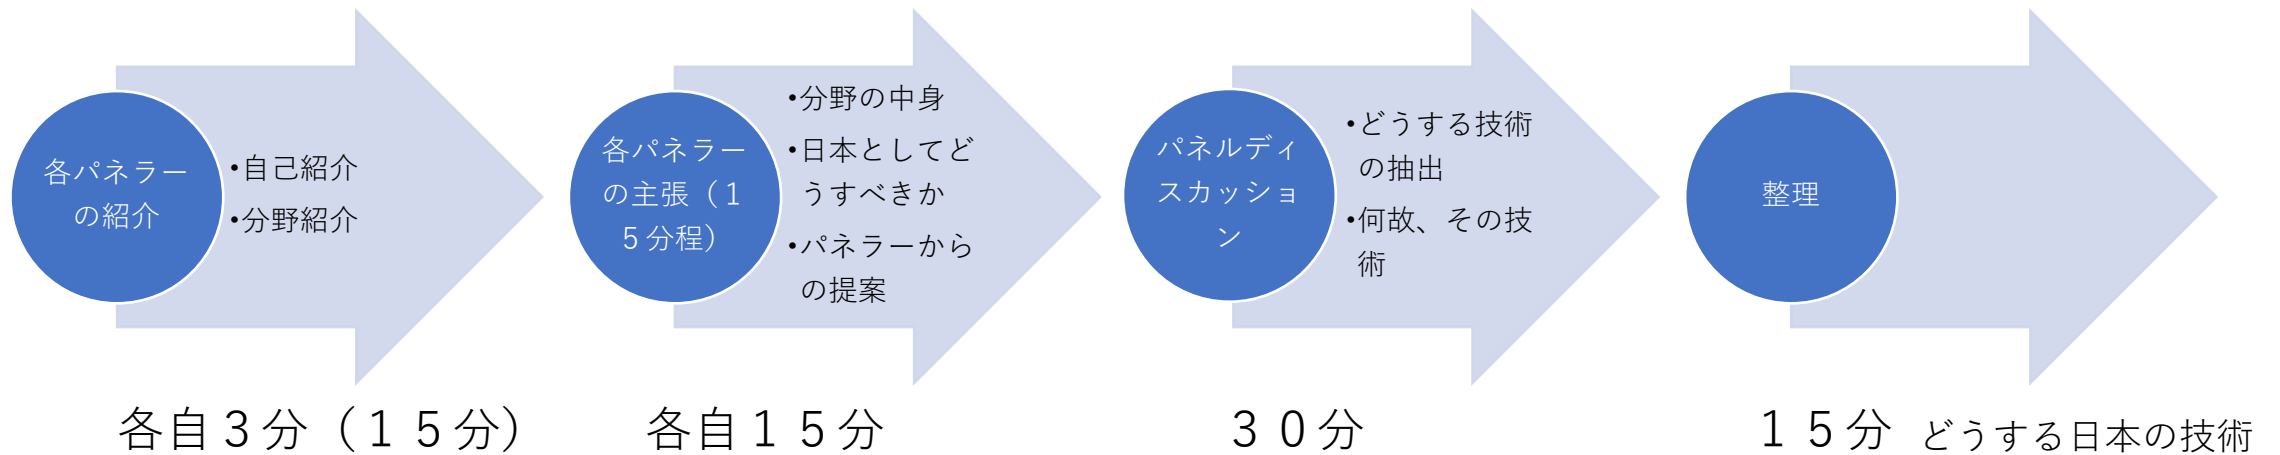 各パネラー
の紹介
•自己紹介
•分野紹介
各パネラー
の主張（１
５分程）
•分野の中身
•日本としてど
うすべきか
•パネラーから
の提案
パネルディ
スカッショ
ン
•どうする技術
の抽出
•何故、その技
術
整理
各自３分（１５分）
各自１５分
３０分
１５分 どうする日本の技術